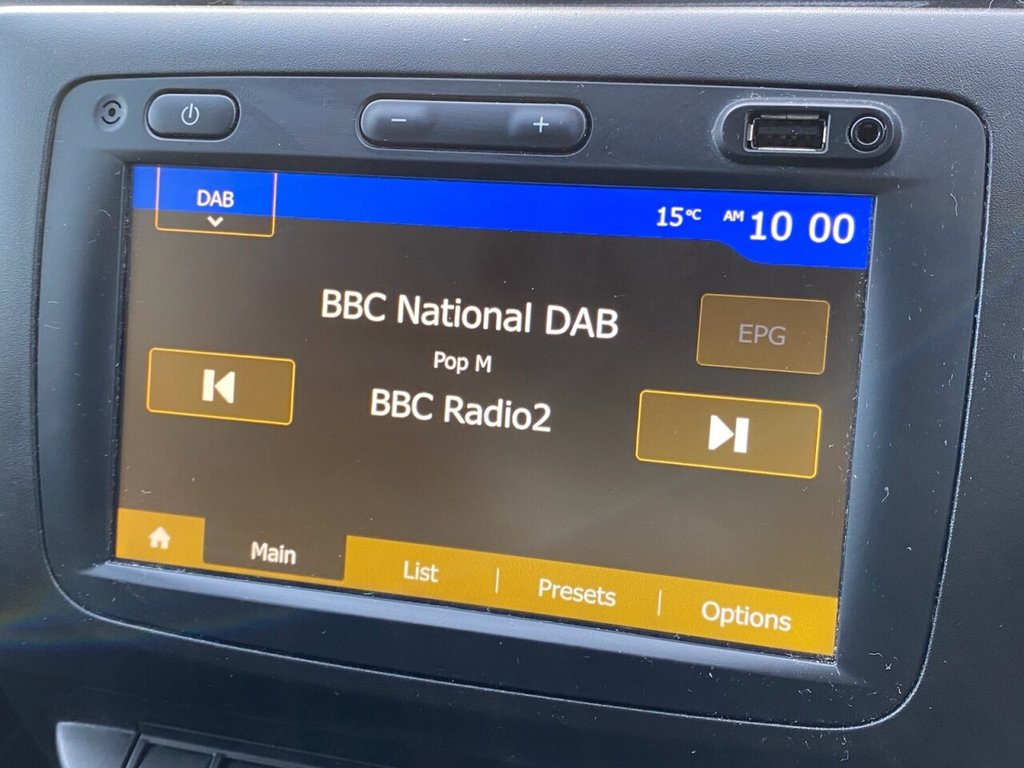 DAB
15°C AM 10 00
BBC National DAB
EPG
Pop M
BBC Radio2
Main
List
Presets
Options